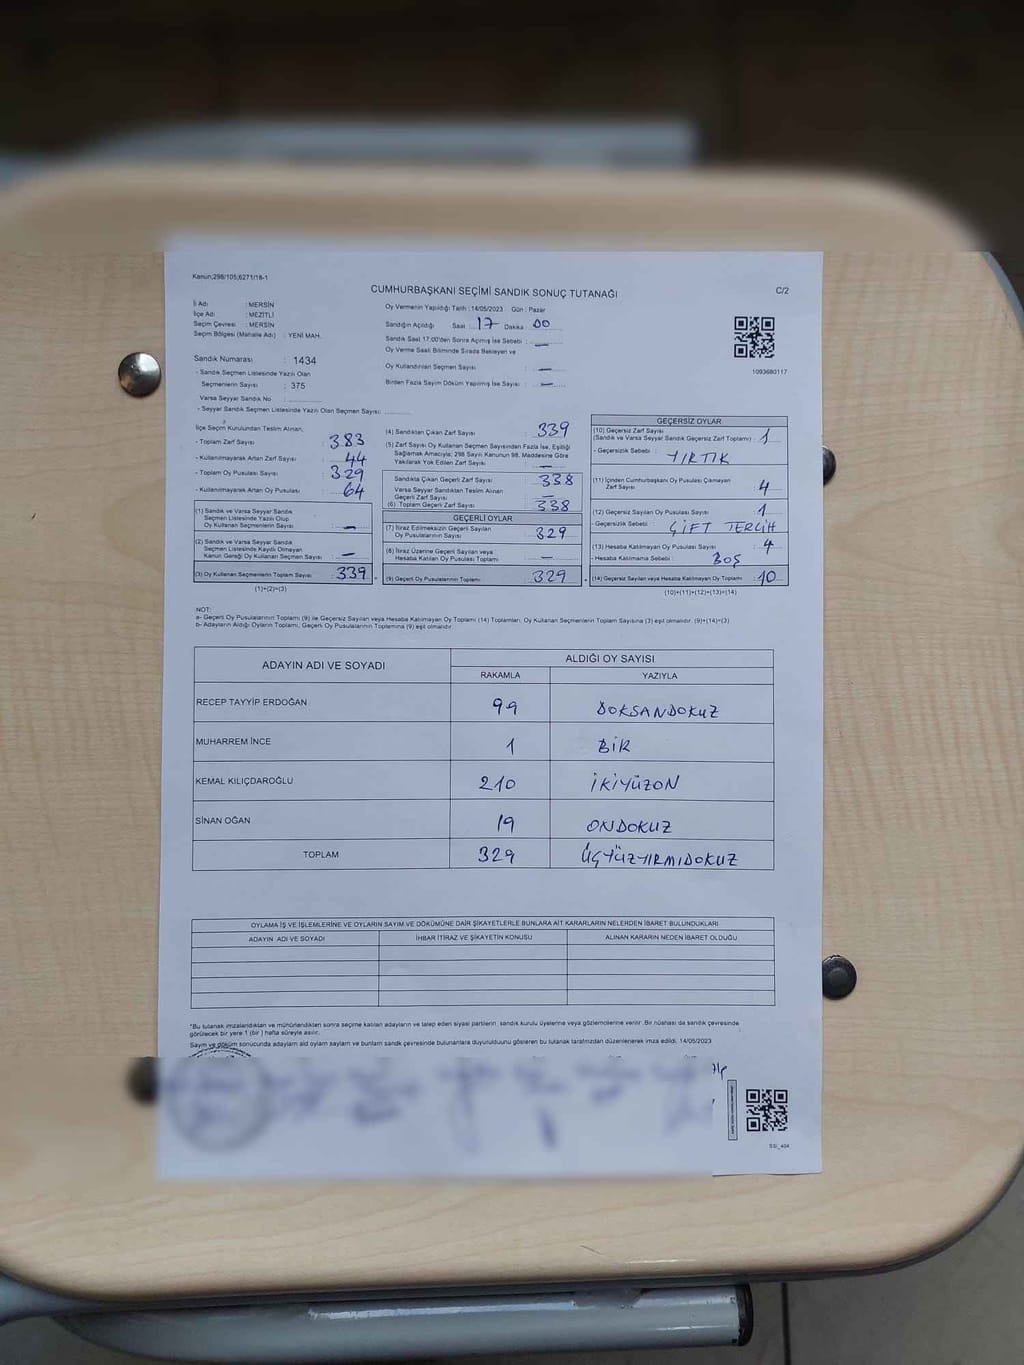 Kanun;298/105;6271/18-1
CUMHURBAŞKANI SEÇİMİ SANDIK SONUÇ TUTANAĞI
C/2
İl Adı : MERSİN
İlçe Adı : MEZİTLİ
Seçim Çevresi : MERSİN
Seçim Bölgesi (Mahalle Adı) : YENİ MAH.
Sandık Numarası : 1434
- Sandık Seçmen Listesinde Yazılı Olan
Seçmenlerin Sayısı : 375
Varsa Seyyar Sandık No : ............
- Seyyar Sandık Seçmen Listesinde Yazılı Olan Seçmen Sayısı: ..........
Oy Vermenin Yapıldığı Tarih : 14/05/2023 Gün : Pazar
Sandığın Açıldığı Saat 17 Dakika 00
Sandık Saat 17:00'den Sonra Açımış İse Sebebi : —
Oy Verme Saati Bitiminde Sırada Bekleyen ve
Oy Kullandırılan Seçmen Sayısı : —
Birden Fazla Sayım Döküm Yapılmış İse Sayısı : —
1093680117
İlçe Seçim Kurulundan Teslim Alınan;
- Toplam Zarf Sayısı : 383
- Kullanılmayarak Artan Zarf Sayısı : 44
- Toplam Oy Pusulası Sayısı : 329
- Kullanılmayarak Artan Oy Pusulası : 64
(1) Sandık ve Varsa Seyyar Sandık
Seçmen Listesinde Yazılı Olup
Oy Kullanan Seçmenlerin Sayısı : —
(2) Sandık ve Varsa Seyyar Sandık
Seçmen Listesinde Kayıtlı Olmayan
Kanun Gereği Oy Kullanan Seçmen Sayısı : —
(3) Oy Kullanan Seçmenlerin Toplam Sayısı : 339
(1)+(2)=(3)
(4) Sandıktan Çıkan Zarf Sayısı : 339
(5) Zarf Sayısı Oy Kullanan Seçmen Sayısından Fazla İse, Eşitliği
Sağlamak Amacıyla; 298 Sayılı Kanunun 98. Maddesine Göre
Yakılarak Yok Edilen Zarf Sayısı : —
Sandıkta Çıkan Geçerli Zarf Sayısı : 338
Varsa Seyyar Sandıktan Teslim Alınan
Geçerli Zarf Sayısı : —
(6) Toplam Geçerli Zarf Sayısı : 338
GEÇERLİ OYLAR
(7) İtiraz Edilmeksizin Geçerli Sayılan
Oy Pusulalarının Sayısı : 329
(8) İtiraz Üzerine Geçerli Sayılan veya
Hesaba Katılan Oy Pusulası Toplamı : —
(9) Geçerli Oy Pusulalarının Toplamı : 329
GEÇERSİZ OYLAR
(10) Geçersiz Zarf Sayısı
(Sandık ve Varsa Seyyar Sandık Geçersiz Zarf Toplamı) : 1
- Geçersizlik Sebebi : YIRTIK
(11) İçinden Cumhurbaşkanı Oy Pusulası Çıkmayan
Zarf Sayısı : 4
(12) Geçersiz Sayılan Oy Pusulası Sayısı : 1
- Geçersizlik Sebebi : ÇİFT TERCİH
(13) Hesaba Katılmayan Oy Pusulası Sayısı : 4
- Hesaba Katılmama Sebebi : BOŞ
(14) Geçersiz Sayılan veya Hesaba Katılmayan Oy Toplamı : 10
(10)+(11)+(12)+(13)=(14)
NOT:
a- Geçerli Oy Pusulalarının Toplamı (9) ile Geçersiz Sayılan veya Hesaba Katılmayan Oy Toplamı (14) Toplamları, Oy Kullanan Seçmenlerin Toplam Sayısına (3) eşit olmalıdır. (9)+(14)=(3)
b- Adayların Aldığı Oyların Toplamı, Geçerli Oy Pusulalarının Toplamına (9) eşit olmalıdır.
ADAYIN ADI VE SOYADI
ALDIĞI OY SAYISI
RAKAMLA YAZIYLA
RECEP TAYYİP ERDOĞAN 99 DOKSANDOKUZ
MUHARREM İNCE 1 BİR
KEMAL KILIÇDAROĞLU 210 İKİYÜZON
SİNAN OĞAN 19 ONDOKUZ
TOPLAM 329 ÜÇYÜZYIRMIDOKUZ
OYLAMA İŞ VE İŞLEMLERİNE VE OYLARIN SAYIM VE DÖKÜMÜNE DAİR ŞİKAYETLERLE BUNLARA AİT KARARLARIN NELERDEN İBARET BULUNDUKLARI
ADAYIN ADI VE SOYADI İHBAR İTİRAZ VE ŞİKAYETİN KONUSU ALINAN KARARIN NEDEN İBARET OLDUĞU
*Bu tutanak imzalandıktan ve mühürlandikten sonra seçime katılan adayların ve talep eden siyasi partilerin sandık kurulu üyelerine veya gözlemcilerine verilir. Bir nüshası da sandık çevresinde
görülecek bir yere 1 (bir ) hafta süreyle asılır.
Sayım ve döküm sonucunda adayların aldı oyların sayıları ve bunların sandık çevresinde bulunanlara duyurulduunu gösteren bu tutanak tarafımızdan düzenlenerek imza edildi. 14/05/2023